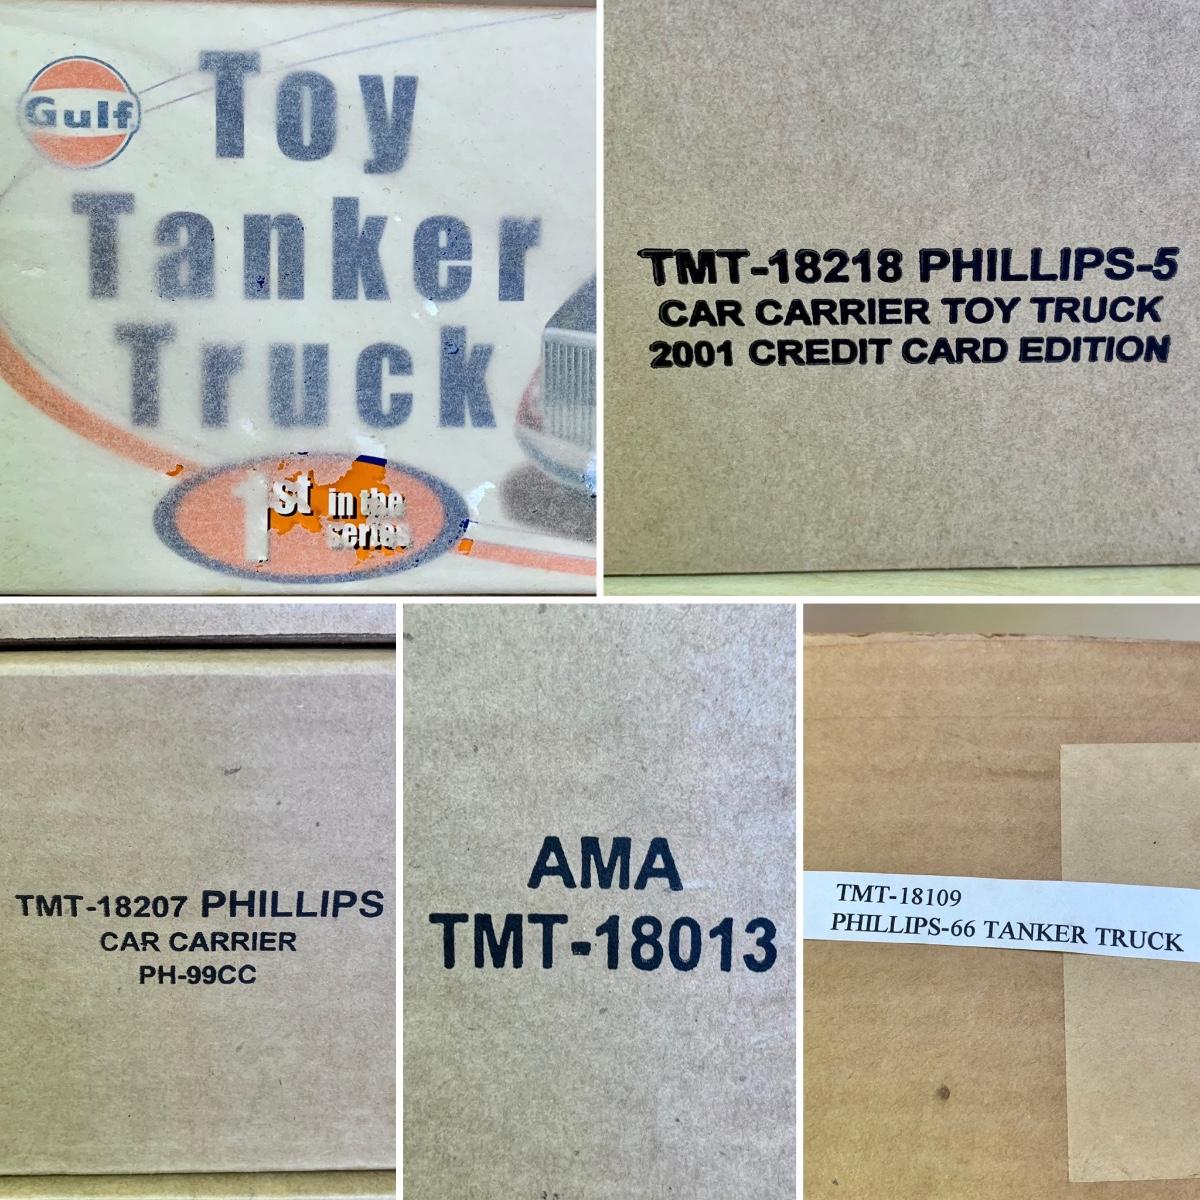 Gulf
Toy
Tanker
Truck
1st in the
series
TMT-18218 PHILLIPS-5
CAR CARRIER TOY TRUCK
2001 CREDIT CARD EDITION
TMT-18207 PHILLIPS
CAR CARRIER
PH-99CC
AMA
TMT-18013
TMT-18109
PHILLIPS-66 TANKER TRUCK